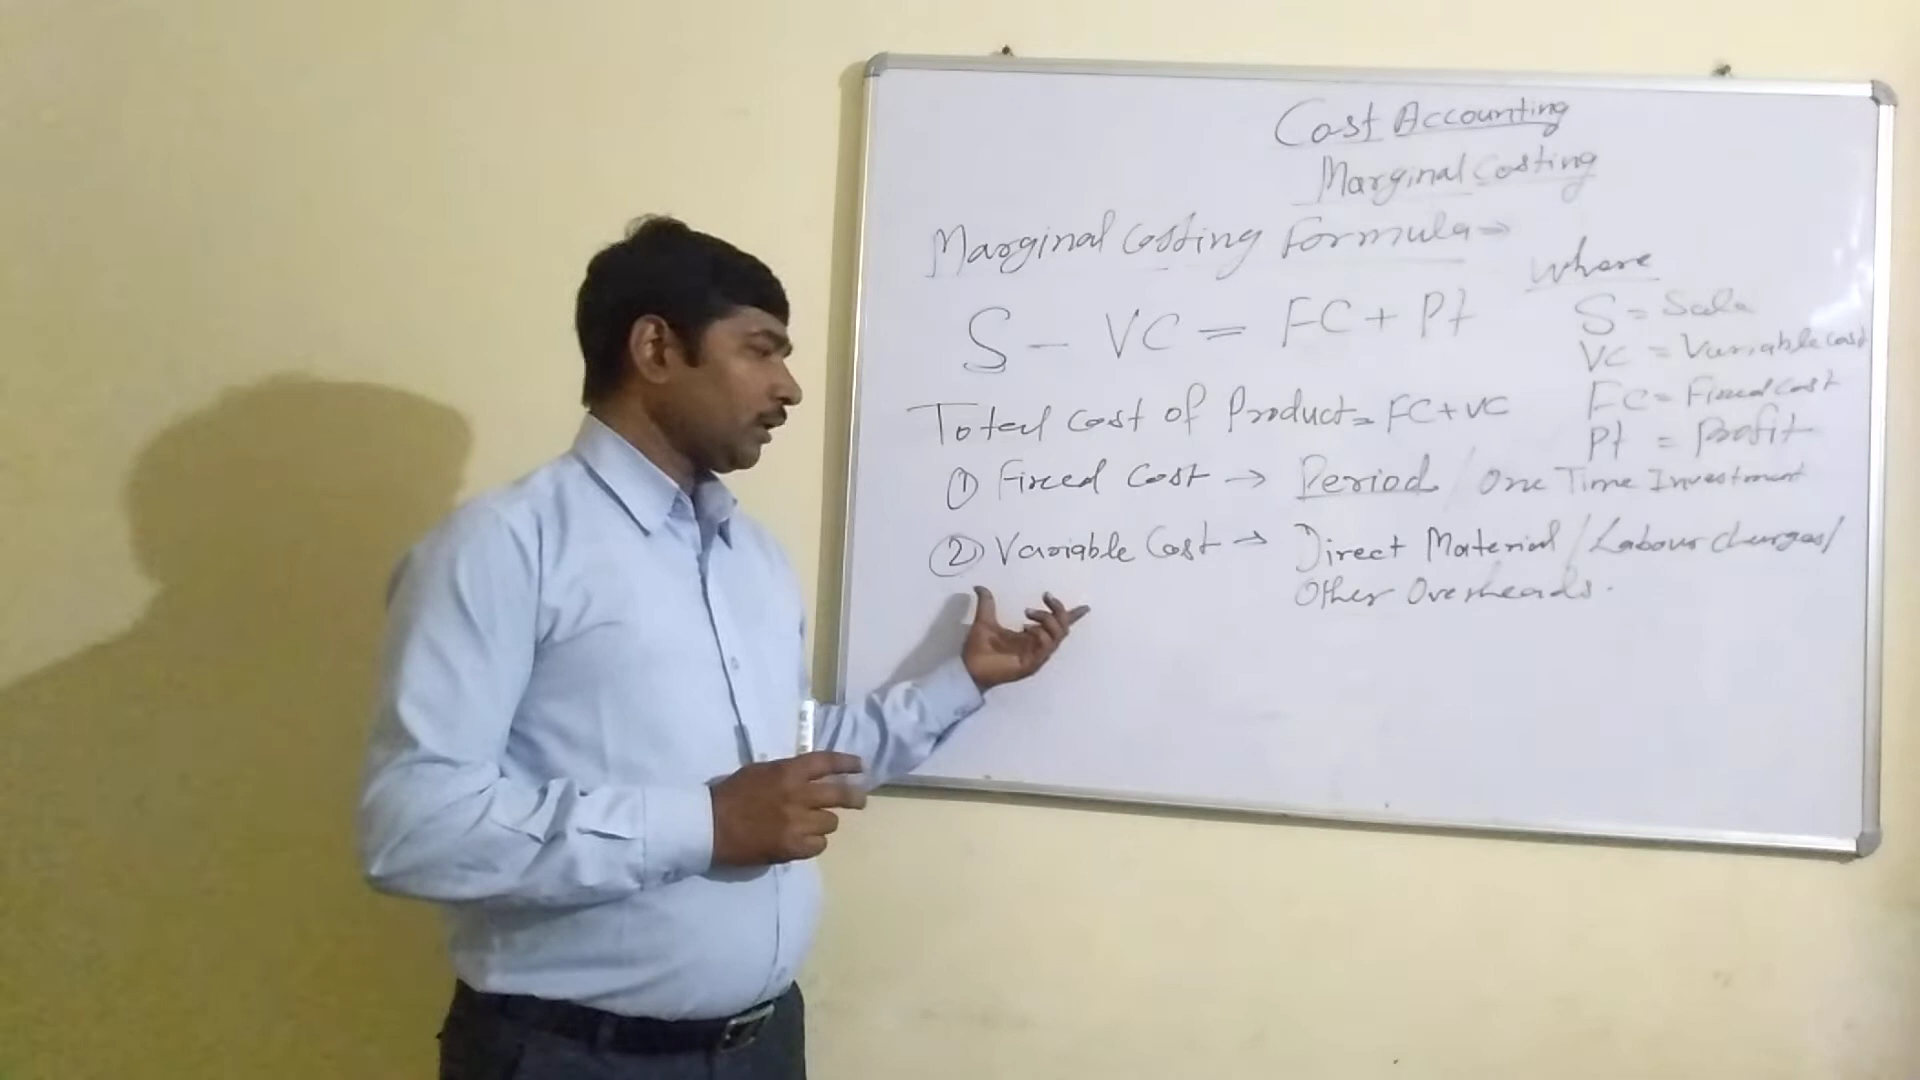 Cost Accounting
Marginal Costing
Marginal Costing Formula→
S - VC = FC + Pt
where
S = Sale
VC = Variable cost
FC = Fixed cost
Pt = Profit
Total Cost of Product = FC + VC
① Fixed Cost → Period / One Time Investment
② Variable Cost → Direct Material / Labour charges /
Other Overheads.